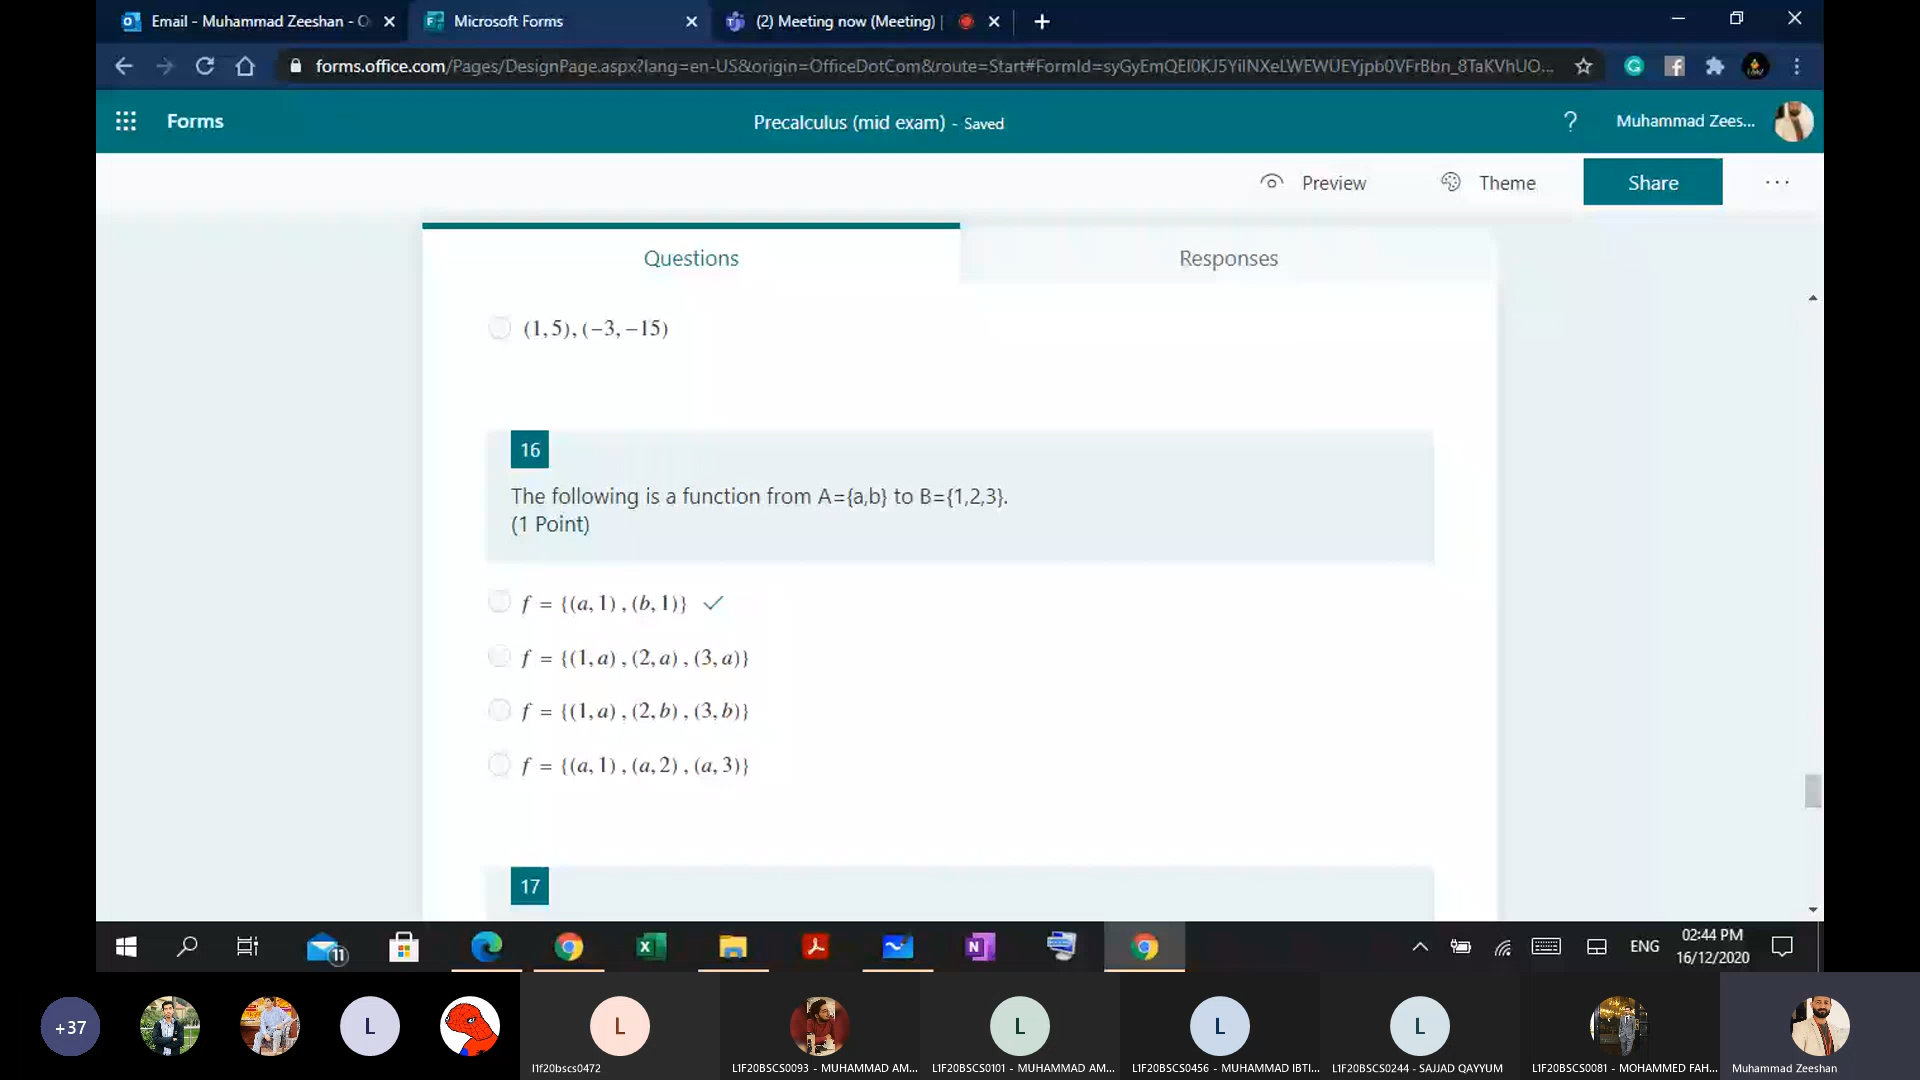 Email - Muhammad Zeeshan - O
Microsoft Forms
(2) Meeting now (Meeting) |
forms.office.com/Pages/DesignPage.aspx?lang=en-US&origin=OfficeDotCom&route=Start#FormId=
Forms
Precalculus (mid exam) - Saved
?
Muhammad Zees...
Preview
Theme
Share
Questions
Responses
(1, 5), (−3, −15)
16
The following is a function from A={a,b} to B={1,2,3}.
(1 Point)
f = {(a, 1) , (b, 1)}
f = {(1, a) , (2, a) , (3, a)}
f = {(1, a) , (2, b) , (3, b)}
f = {(a, 1) , (a, 2) , (a, 3)}
17
11
ENG
02:44 PM
16/12/2020
+37
L
L
L
L
L
l1f20bscs0472
L1F20BSCS0093 - MUHAMMAD AM...
L1F20BSCS0101 - MUHAMMAD AM...
L1F20BSCS0456 - MUHAMMAD IBTI...
L1F20BSCS0244 - SAJJAD QAYYUM
L1F20BSCS0081 - MOHAMMED FAH...
Muhammad Zeeshan